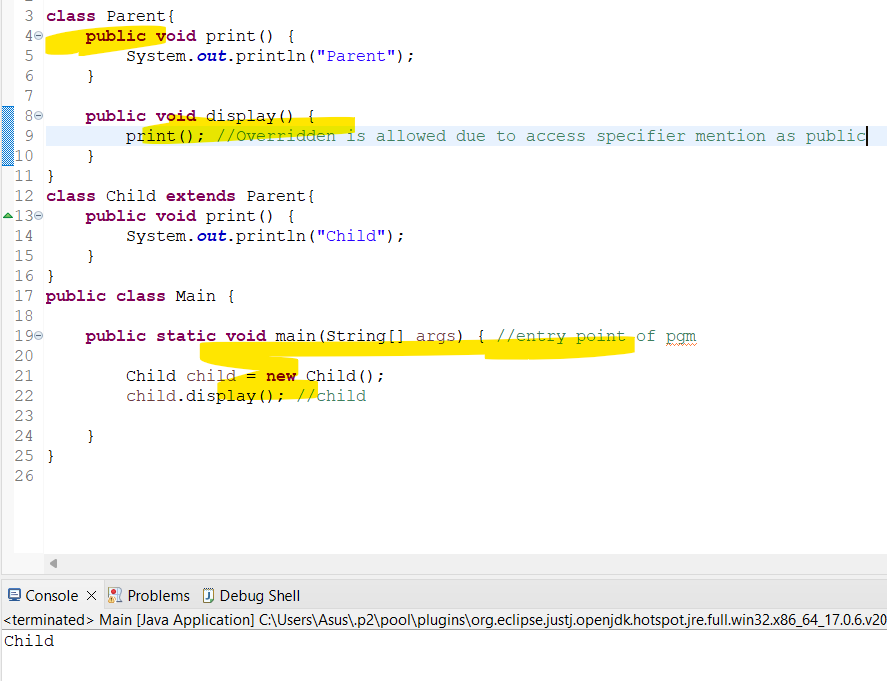 3 class Parent{
4 public void print() {
5 System.out.println("Parent");
6 }
7
8 public void display() {
9 print(); //Overridden is allowed due to access specifier mention as public
10 }
11 }
12 class Child extends Parent{
13 public void print() {
14 System.out.println("Child");
15 }
16 }
17 public class Main {
18
19 public static void main(String[] args) { //entry point of pgm
20
21 Child child = new Child();
22 child.display(); //child
23
24 }
25 }
26
Console Problems Debug Shell
<terminated> Main [Java Application] C:\Users\Asus\.p2\pool\plugins\org.eclipse.justj.openjdk.hotspot.jre.full.win32.x86_64_17.0.6.v20
Child